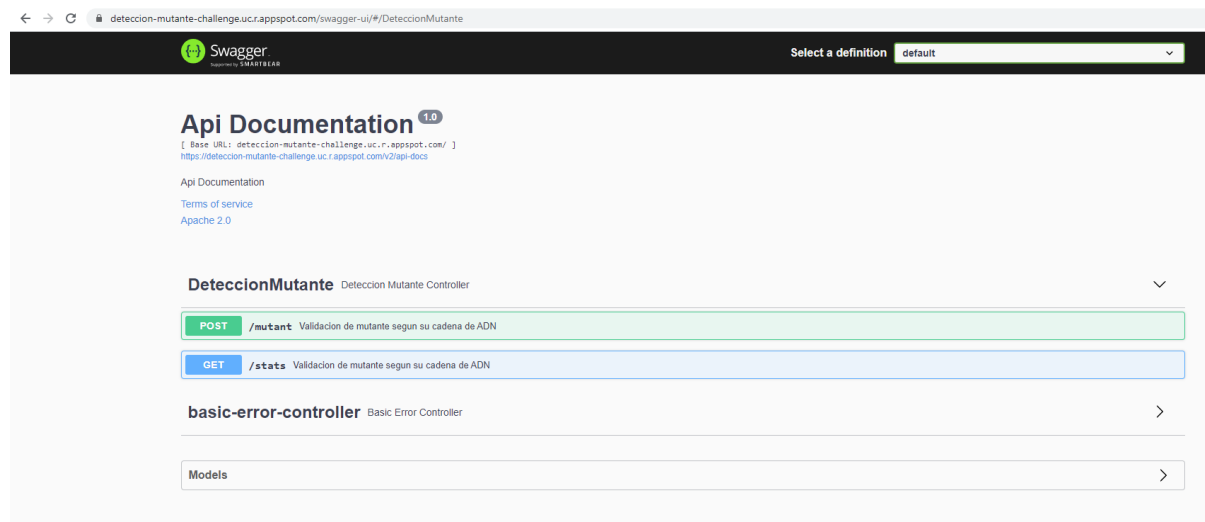 deteccion-mutante-challenge.uc.r.appspot.com/swagger-ui/#/DeteccionMutante
Swagger
Supported by SMARTBEAR
Select a definition default
Api Documentation 1.0
[ Base URL: deteccion-mutante-challenge.uc.r.appspot.com/ ]
https://deteccion-mutante-challenge.uc.r.appspot.com/v2/api-docs
Api Documentation
Terms of service
Apache 2.0
DeteccionMutante Deteccion Mutante Controller
POST /mutant Validacion de mutante segun su cadena de ADN
GET /stats Validacion de mutante segun su cadena de ADN
basic-error-controller Basic Error Controller
Models